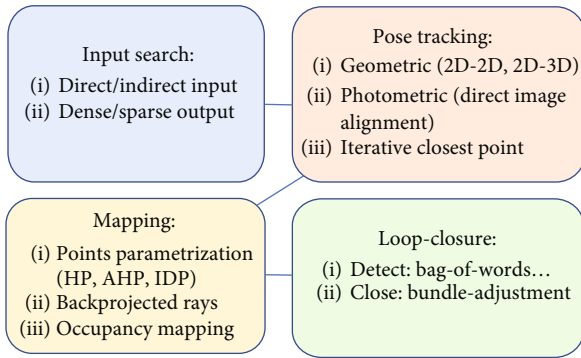 Input search:
(i) Direct/indirect input
(ii) Dense/sparse output
Pose tracking:
(i) Geometric (2D-2D, 2D-3D)
(ii) Photometric (direct image
alignment)
(iii) Iterative closest point
Mapping:
(i) Points parametrization
(HP, AHP, IDP)
(ii) Backprojected rays
(iii) Occupancy mapping
Loop-closure:
(i) Detect: bag-of-words…
(ii) Close: bundle-adjustment